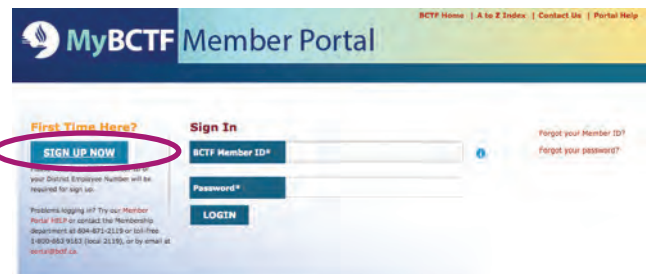 BCTF Home | A to Z Index | Contact Us | Portal Help
MyBCTF Member Portal
First Time Here?
SIGN UP NOW
your District Employee Number will be
required for sign up.
Problems logging in? Try our Member
Portal HELP or contact the Membership
department at 604-871-2119 or toll-free
1-800-663-9163 (local 2119), or by email at
portal@bctf.ca.
Sign In
BCTF Member ID*
Password*
LOGIN
Forgot your Member ID?
Forgot your password?